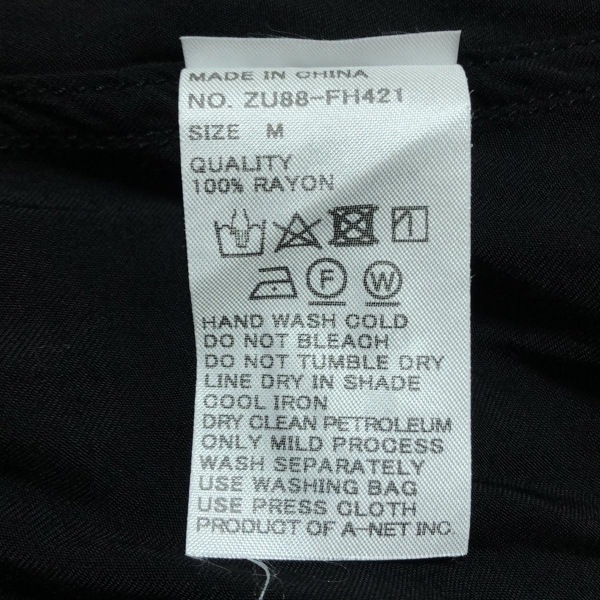 MADE IN CHINA
NO. ZU88-FH421
SIZE M
QUALITY
100% RAYON
F W
HAND WASH COLD
DO NOT BLEACH
DO NOT TUMBLE DRY
LINE DRY IN SHADE
COOL IRON
DRY CLEAN PETROLEUM
ONLY MILD PROCESS
WASH SEPARATELY
USE WASHING BAG
USE PRESS CLOTH
PRODUCT OF A-NET INC.